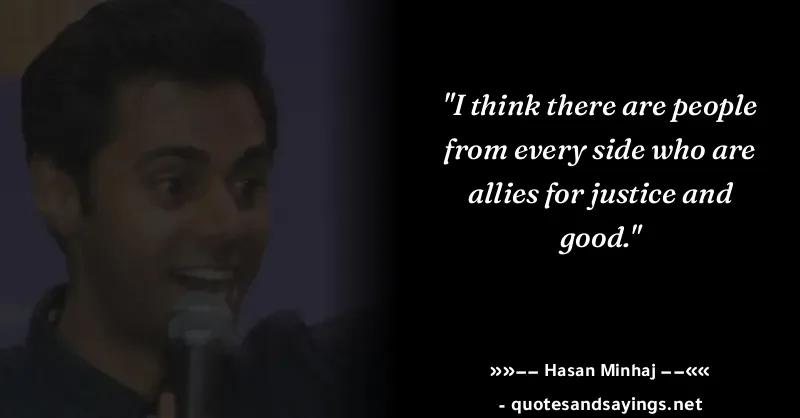 "I think there are people
from every side who are
allies for justice and
good."
»»−− Hasan Minhaj −−««
- quotesandsayings.net